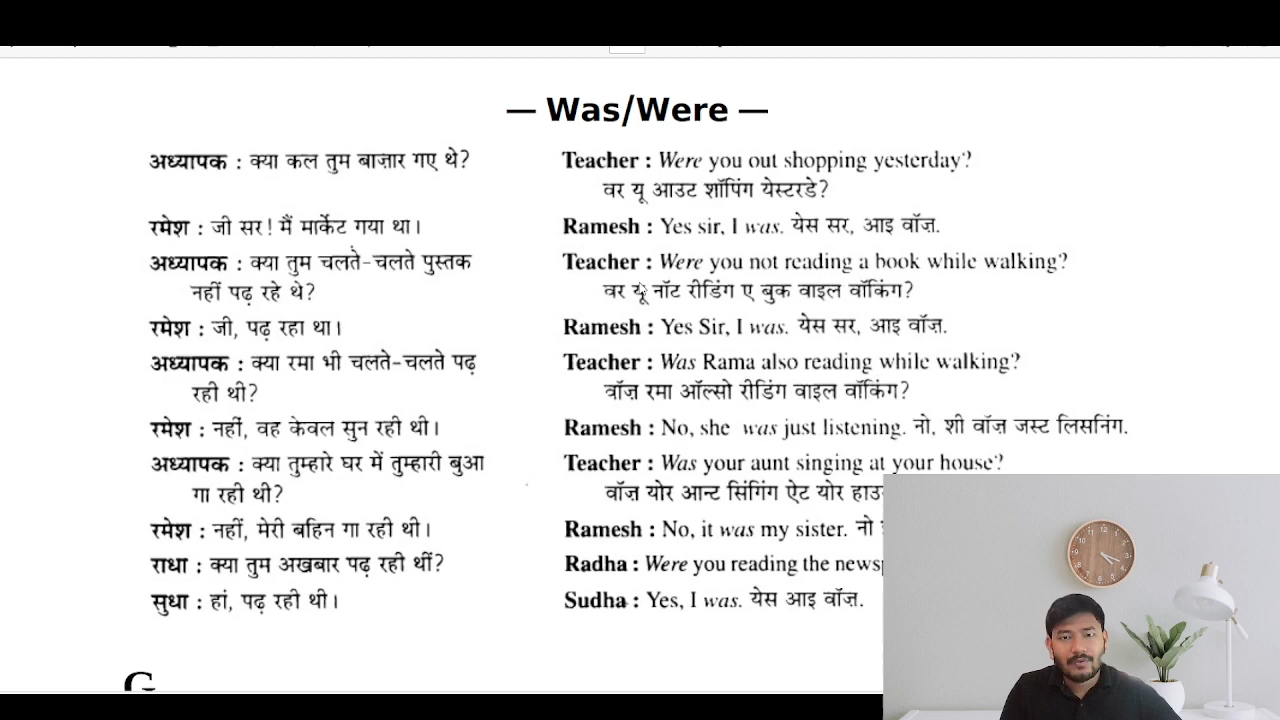 — Was/Were —
अध्यापक : क्या कल तुम बाज़ार गए थे?
Teacher : Were you out shopping yesterday?
वर यू आउट शॉपिंग येस्टरडे?
रमेश : जी सर! मैं मार्केट गया था।
Ramesh : Yes sir, I was. येस सर, आइ वॉज़.
अध्यापक : क्या तुम चलते-चलते पुस्तक
नहीं पढ़ रहे थे?
Teacher : Were you not reading a book while walking?
वर यू नॉट रीडिंग ए बुक वाइल वॉकिंग?
रमेश : जी, पढ़ रहा था।
Ramesh : Yes Sir, I was. येस सर, आइ वॉज़.
अध्यापक : क्या रमा भी चलते-चलते पढ़
रही थी?
Teacher : Was Rama also reading while walking?
वॉज़ रमा ऑल्सो रीडिंग वाइल वॉकिंग?
रमेश : नहीं, वह केवल सुन रही थी।
Ramesh : No, she was just listening. नो, शी वॉज़ जस्ट लिसनिंग.
अध्यापक : क्या तुम्हारे घर में तुम्हारी बुआ
गा रही थी?
Teacher : Was your aunt singing at your house?
वॉज़ योर आन्ट सिंगिंग ऐट योर
रमेश : नहीं, मेरी बहिन गा रही थी।
Ramesh : No, it was my sister. नो
राधा : क्या तुम अखबार पढ़ रही थीं?
Radha : Were you reading the
सुधा : हां, पढ़ रही थी।
Sudha : Yes, I was. येस आइ वॉज़.